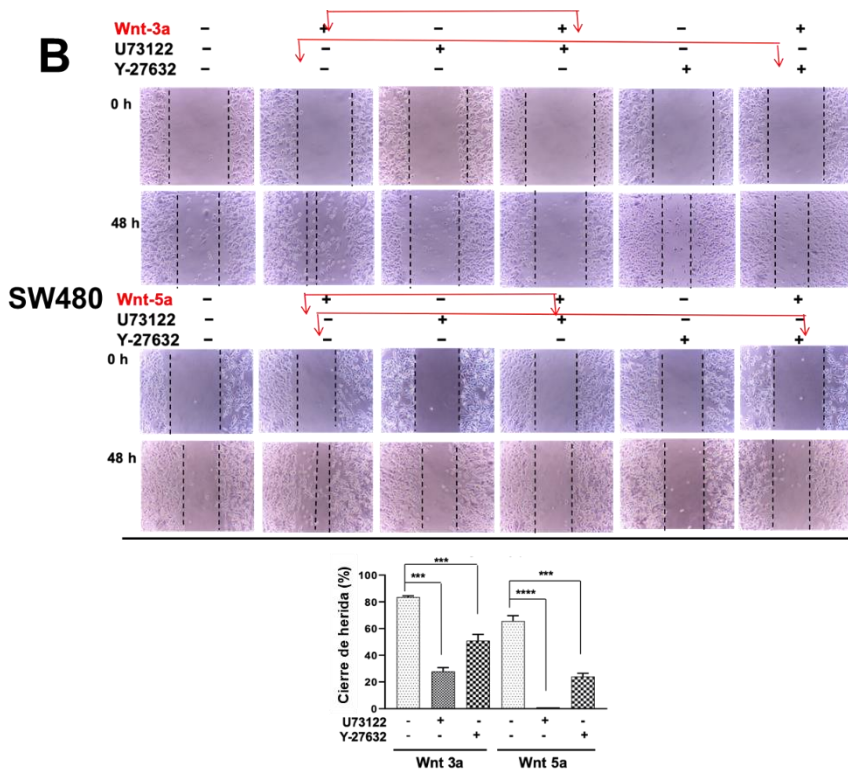 B
Wnt-3a - + - + - +
U73122 - - + + - -
Y-27632 - - - - + +
0 h
48 h
SW480
Wnt-5a - + - + - +
U73122 - - + + - -
Y-27632 - - - - + +
0 h
48 h
Cierre de herida (%)
100
80
60
40
20
0
***
***
****
***
U73122 - + - - + -
Y-27632 - - + - - +
Wnt 3a Wnt 5a